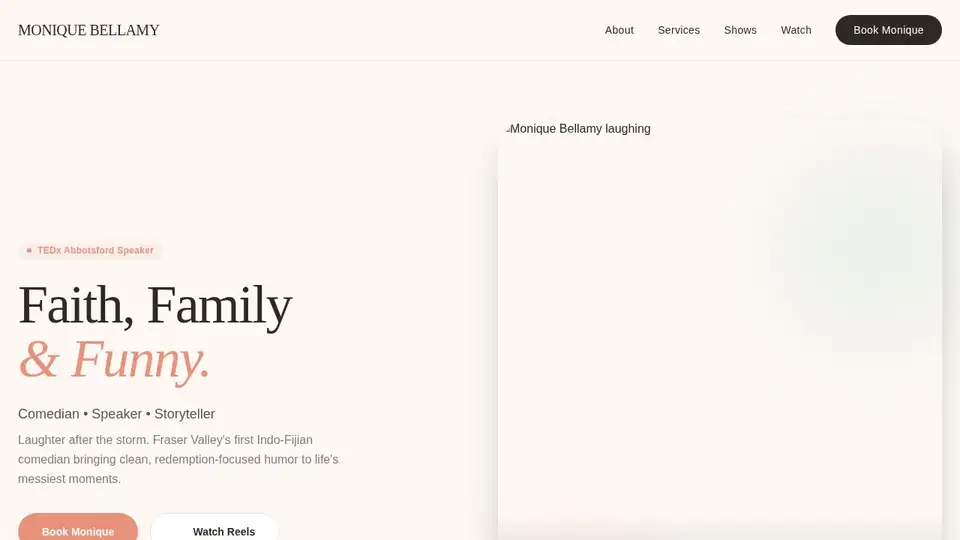 MONIQUE BELLAMY
About
Services
Shows
Watch
Book Monique
Monique Bellamy laughing
TEDx Abbotsford Speaker
Faith, Family
& Funny.
Comedian • Speaker • Storyteller
Laughter after the storm. Fraser Valley's first Indo-Fijian
comedian bringing clean, redemption-focused humor to life's
messiest moments.
Book Monique
Watch Reels